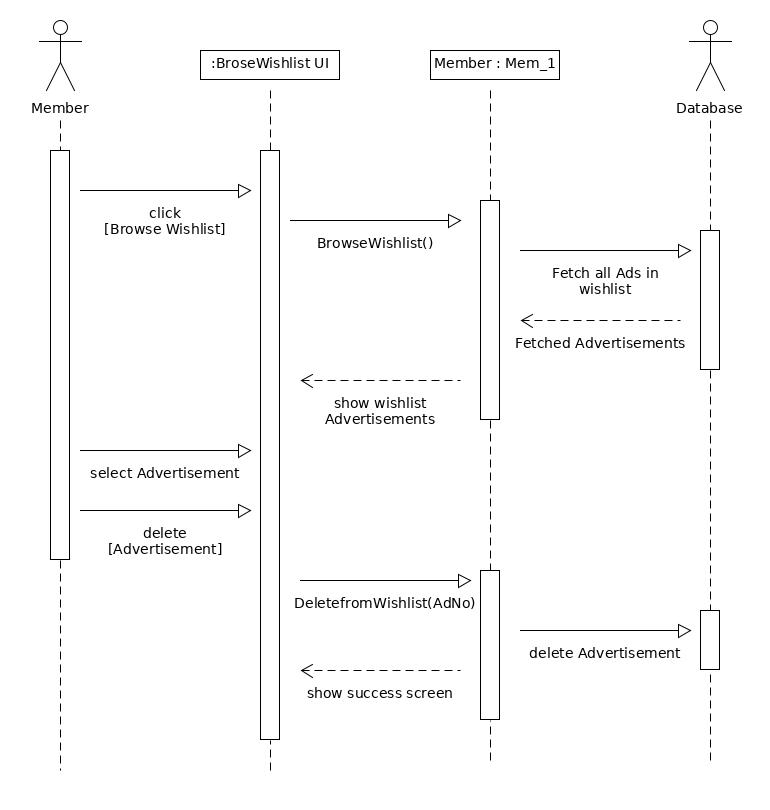 :BroseWishlist UI
Member : Mem_1
Member
Database
click
[Browse Wishlist]
BrowseWishlist()
Fetch all Ads in
wishlist
Fetched Advertisements
show wishlist
Advertisements
select Advertisement
delete
[Advertisement]
DeletefromWishlist(AdNo)
delete Advertisement
show success screen